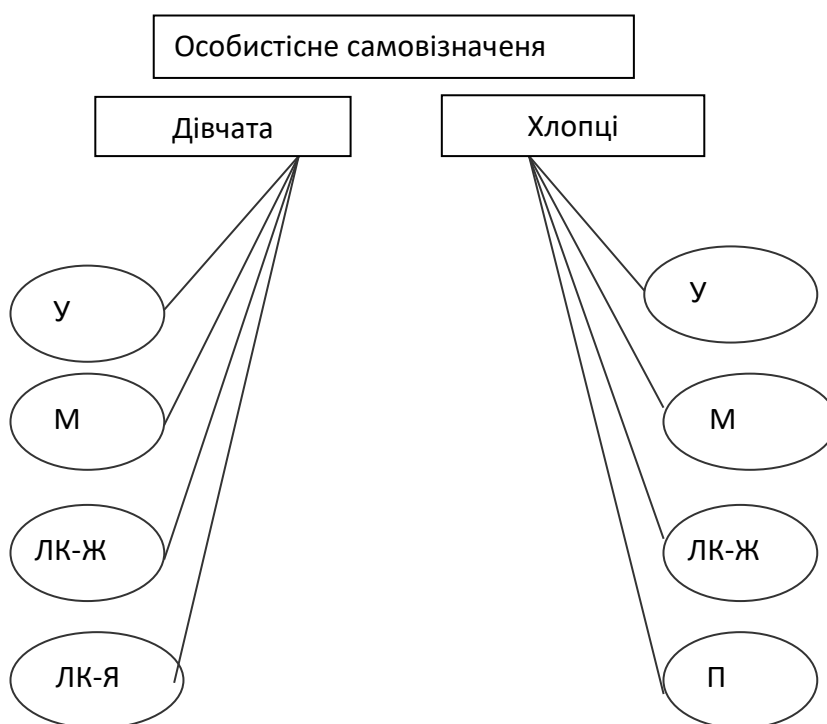 Особистісне самовізначеня
Дівчата
Хлопці
У
У
М
М
ЛК-Ж
ЛК-Ж
ЛК-Я
П